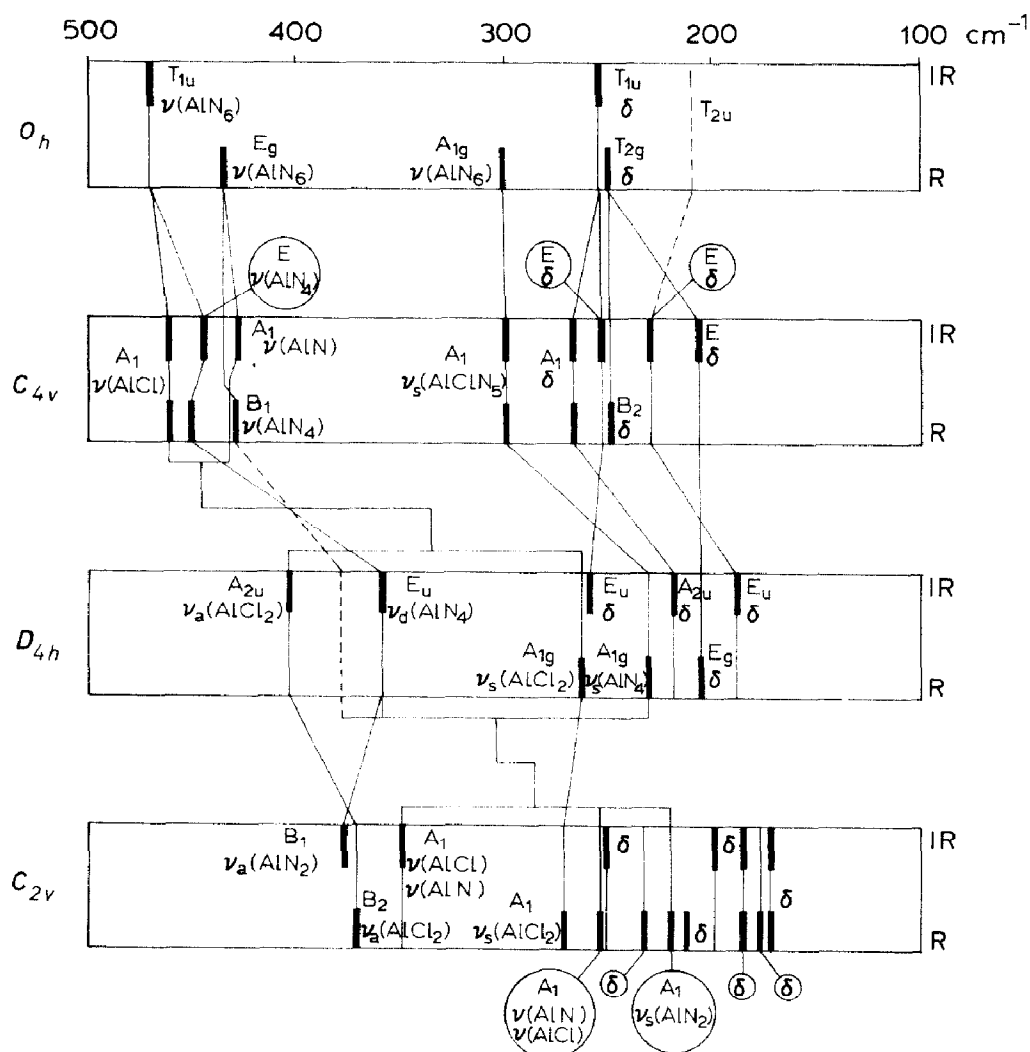 500 400 300 200 100 cm⁻¹
T₁ᵤ T₁ᵤ IR
ν(AlN₆) δ T₂ᵤ
Oₕ
E_g A₁g T₂g
ν(AlN₆) ν(AlN₆) δ R
E E E
ν(AlN₄) δ δ
IR
A₁ E
ν(AlN) δ
A₁ A₁ A₁
ν(AlCl) νₛ(AlClN₅) δ
C₄ᵥ
B₁ B₂
ν(AlN₄) δ R
IR
A₂ᵤ Eᵤ Eᵤ A₂ᵤ Eᵤ
νₐ(AlCl₂) ν_d(AlN₄) δ δ δ
D₄ₕ
A₁g A₁g E_g
νₛ(AlCl₂) νₛ(AlN₄) δ R
B₁ A₁ δ δ IR
νₐ(AlN₂) ν(AlCl)
ν(AlN)
C₂ᵥ
B₂ A₁ δ
νₐ(AlCl₂) νₛ(AlCl₂) δ R
A₁ δ A₁ δ δ
ν(AlN) νₛ(AlN₂)
ν(AlCl)